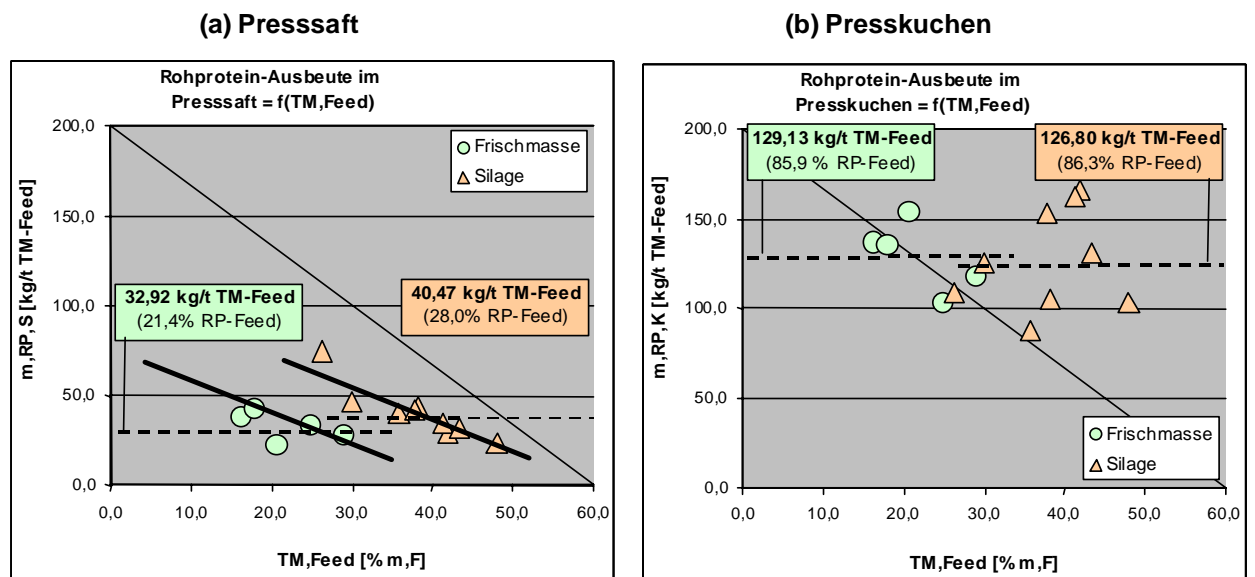 (a) Presssaft
Rohprotein-Ausbeute im
Presssaft = f(TM,Feed)
m,RP,S [kg/t TM-Feed]
200,0
150,0
100,0
50,0
0,0
Frischmasse
Silage
32,92 kg/t TM-Feed
(21,4% RP-Feed)
40,47 kg/t TM-Feed
(28,0% RP-Feed)
0,0 10,0 20,0 30,0 40,0 50,0 60,0
TM,Feed [% m,F]
(b) Presskuchen
Rohprotein-Ausbeute im
Presskuchen = f(TM,Feed)
m,RP,K [kg/t TM-Feed]
200,0
150,0
100,0
50,0
0,0
129,13 kg/t TM-Feed
(85,9 % RP-Feed)
126,80 kg/t TM-Feed
(86,3% RP-Feed)
Frischmasse
Silage
0,0 10,0 20,0 30,0 40,0 50,0 60,0
TM,Feed [% m,F]